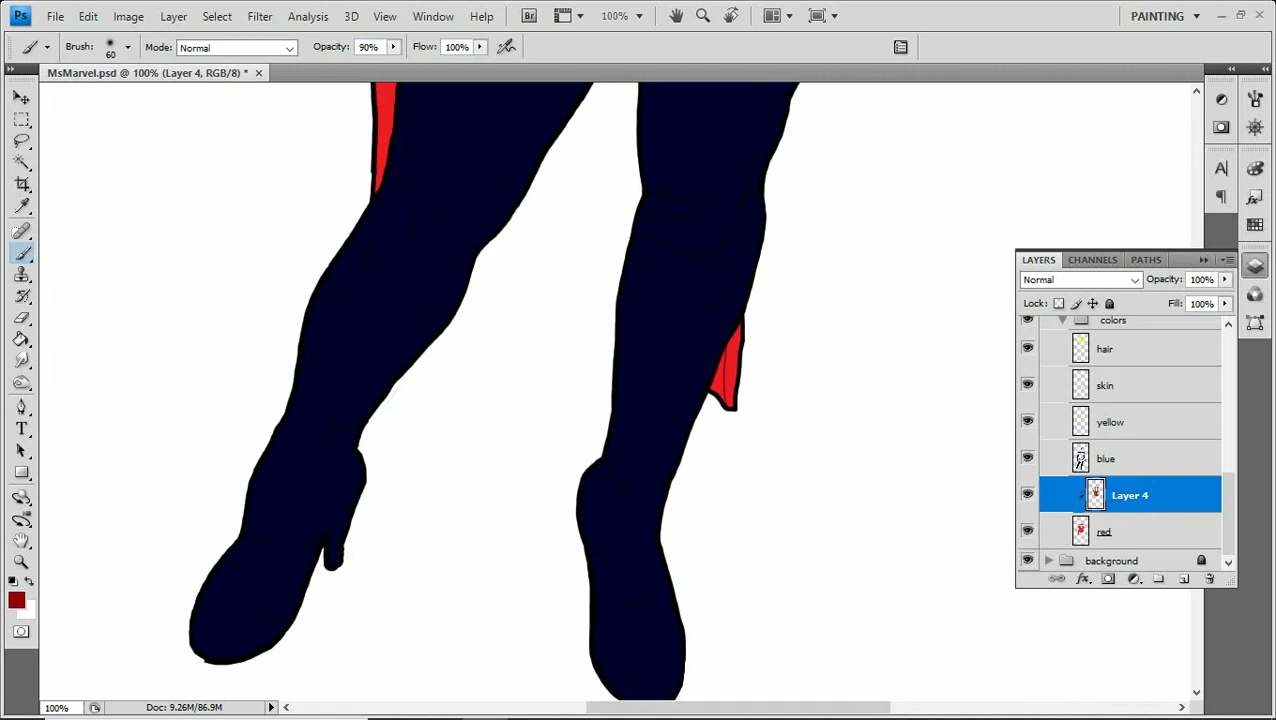 Ps File Edit Image Layer Select Filter Analysis 3D View Window Help Br 100% PAINTING
Brush: 60 Mode: Normal Opacity: 90% Flow: 100%
MsMarvel.psd @ 100% (Layer 4, RGB/8) *
LAYERS CHANNELS PATHS
Normal Opacity: 100%
Lock: Fill: 100%
colors
hair
skin
yellow
blue
Layer 4
red
background
100% Doc: 9.26M/86.9M